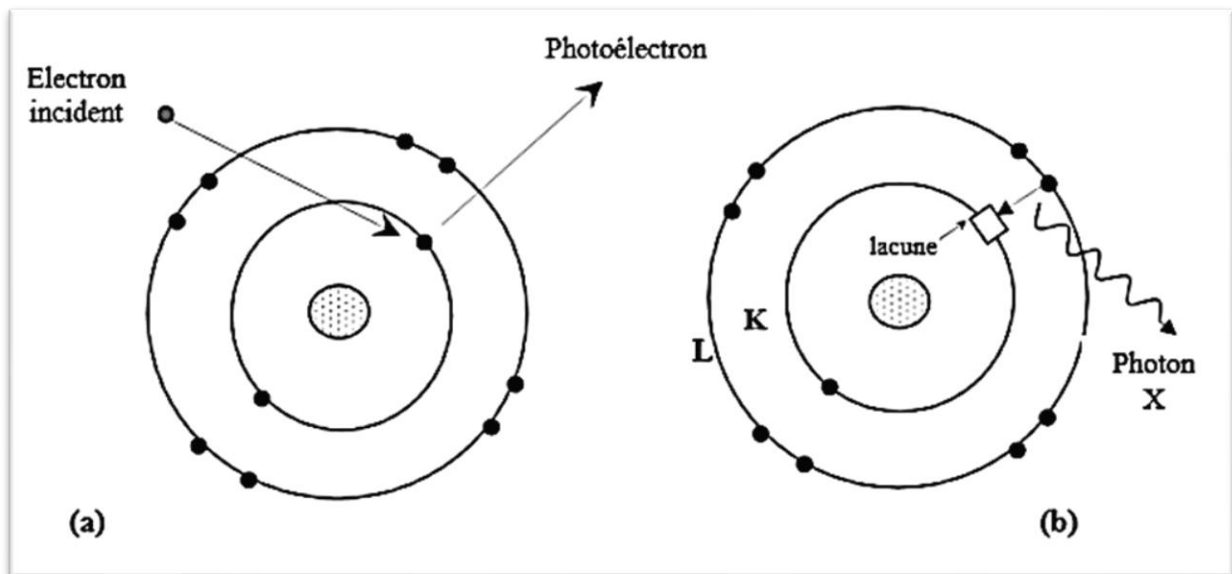 Electron
incident
Photoélectron
(a)
lacune
K
L
Photon
X
(b)